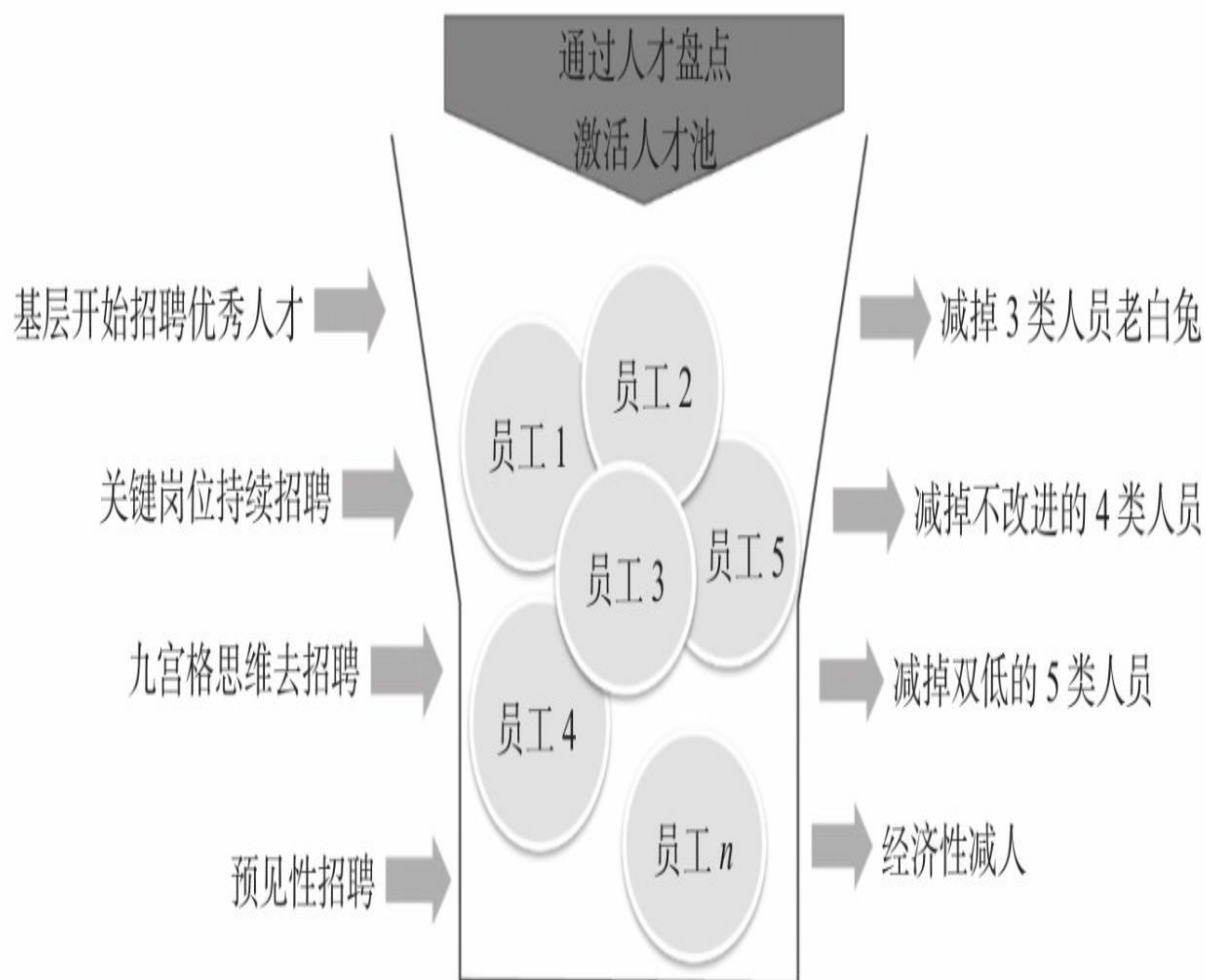 通过人才盘点
激活人才池
基层开始招聘优秀人才
关键岗位持续招聘
九宫格思维去招聘
预见性招聘
员工 1
员工 2
员工 3
员工 5
员工 4
员工 n
减掉 3 类人员老白兔
减掉不改进的 4 类人员
减掉双低的 5 类人员
经济性减人